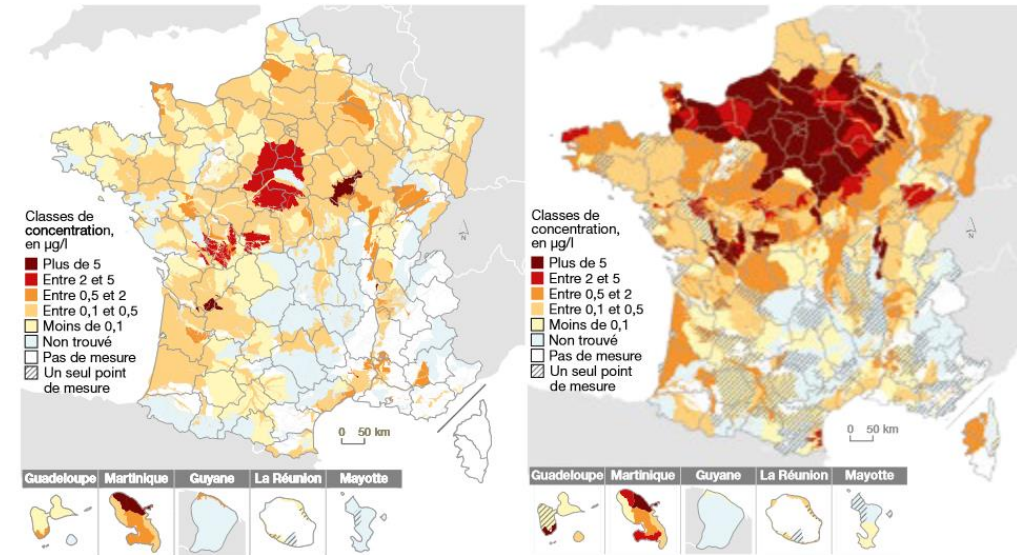 Classes de
concentration,
en µg/l
Plus de 5
Entre 2 et 5
Entre 0,5 et 2
Entre 0,1 et 0,5
Moins de 0,1
Non trouvé
Pas de mesure
Un seul point
de mesure
N
0 50 km
Guadeloupe Martinique Guyane La Réunion Mayotte
Classes de
concentration,
en µg/l
Plus de 5
Entre 2 et 5
Entre 0,5 et 2
Entre 0,1 et 0,5
Moins de 0,1
Non trouvé
Pas de mesure
Un seul point
de mesure
N
0 50 km
Guadeloupe Martinique Guyane La Réunion Mayotte